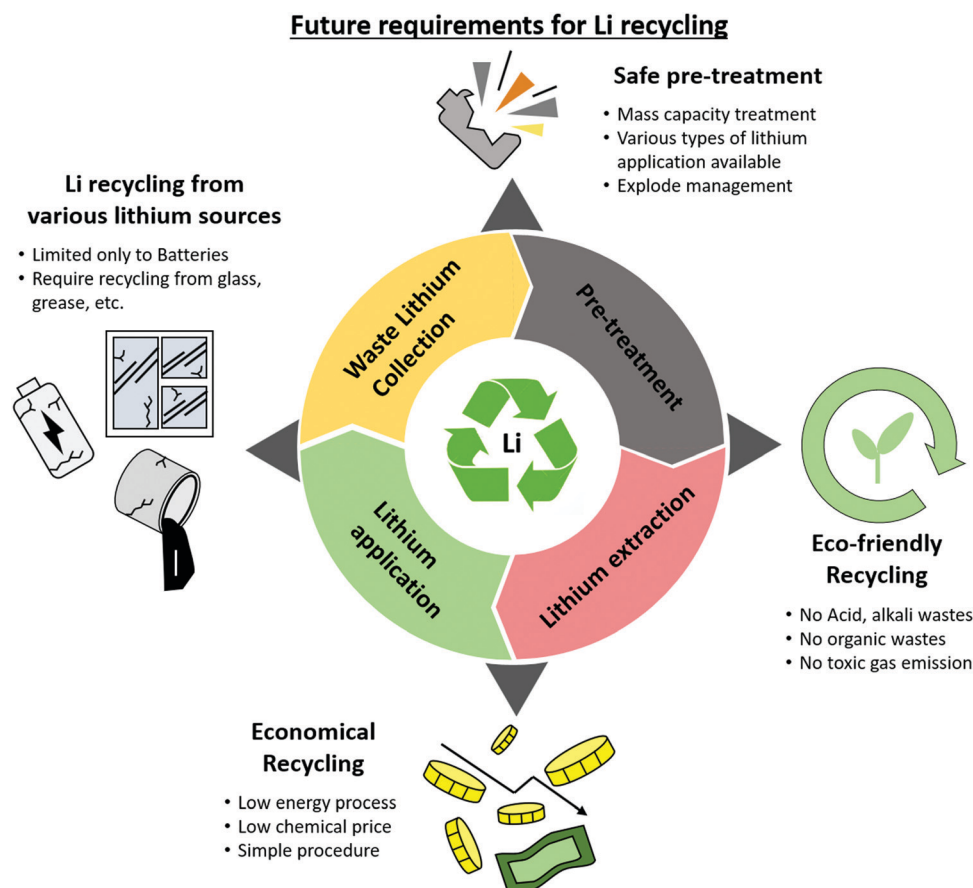 Future requirements for Li recycling
Safe pre-treatment
• Mass capacity treatment
• Various types of lithium
application available
• Explode management
Li recycling from
various lithium sources
• Limited only to Batteries
• Require recycling from glass,
grease, etc.
Waste Lithium
Collection
Pre-treatment
Li
Lithium
application
Lithium extraction
Eco-friendly
Recycling
• No Acid, alkali wastes
• No organic wastes
• No toxic gas emission
Economical
Recycling
• Low energy process
• Low chemical price
• Simple procedure